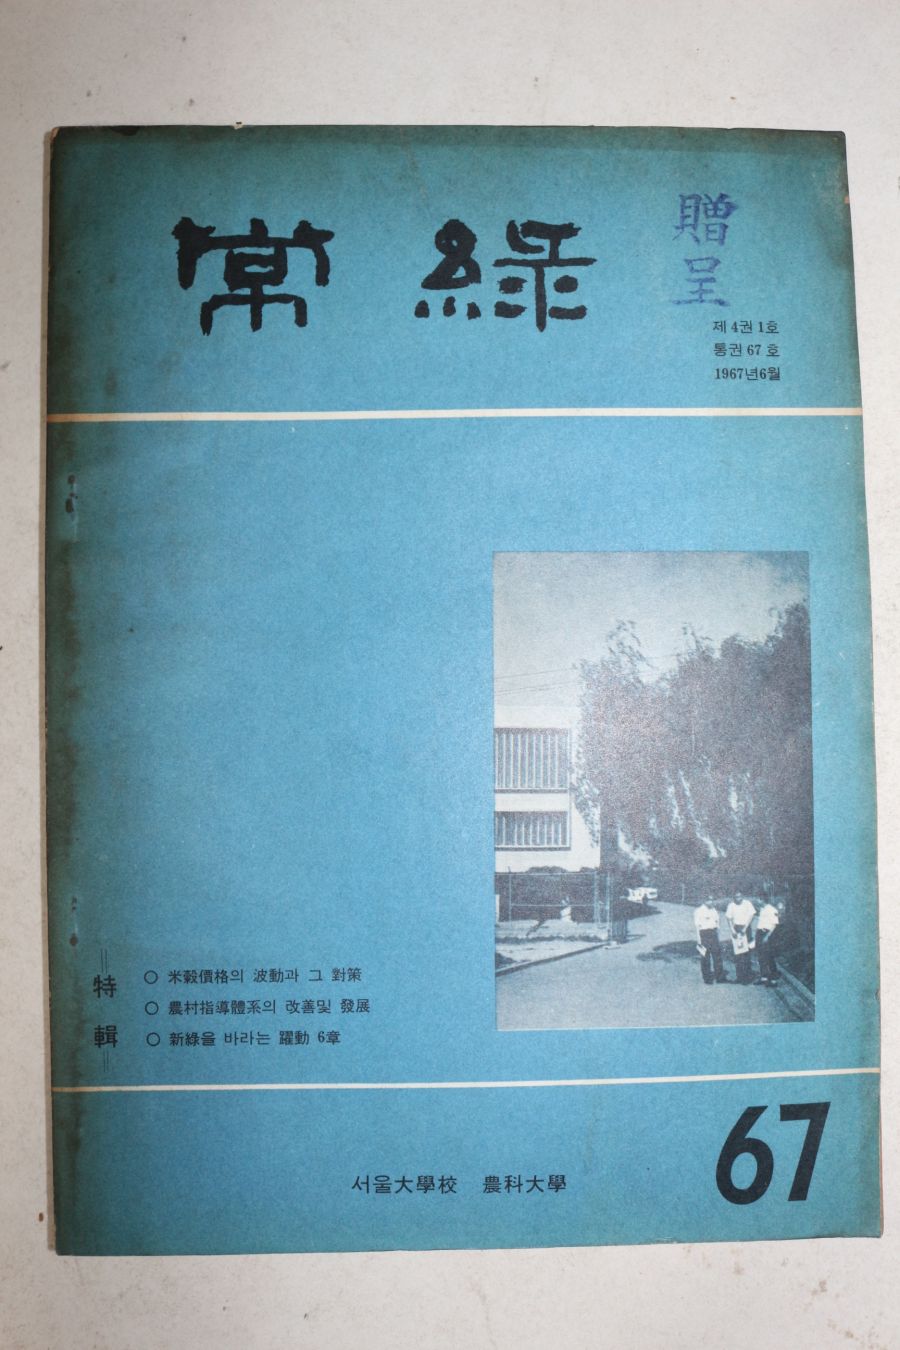 常綠
贈呈
제4권 1호
통권 67호
1967년6월
特輯
○ 米穀價格의 波動과 그 對策
○ 農村指導體系의 改善및 發展
○ 新綠을 바라는 躍動 6章
67
서울大學校 農科大學